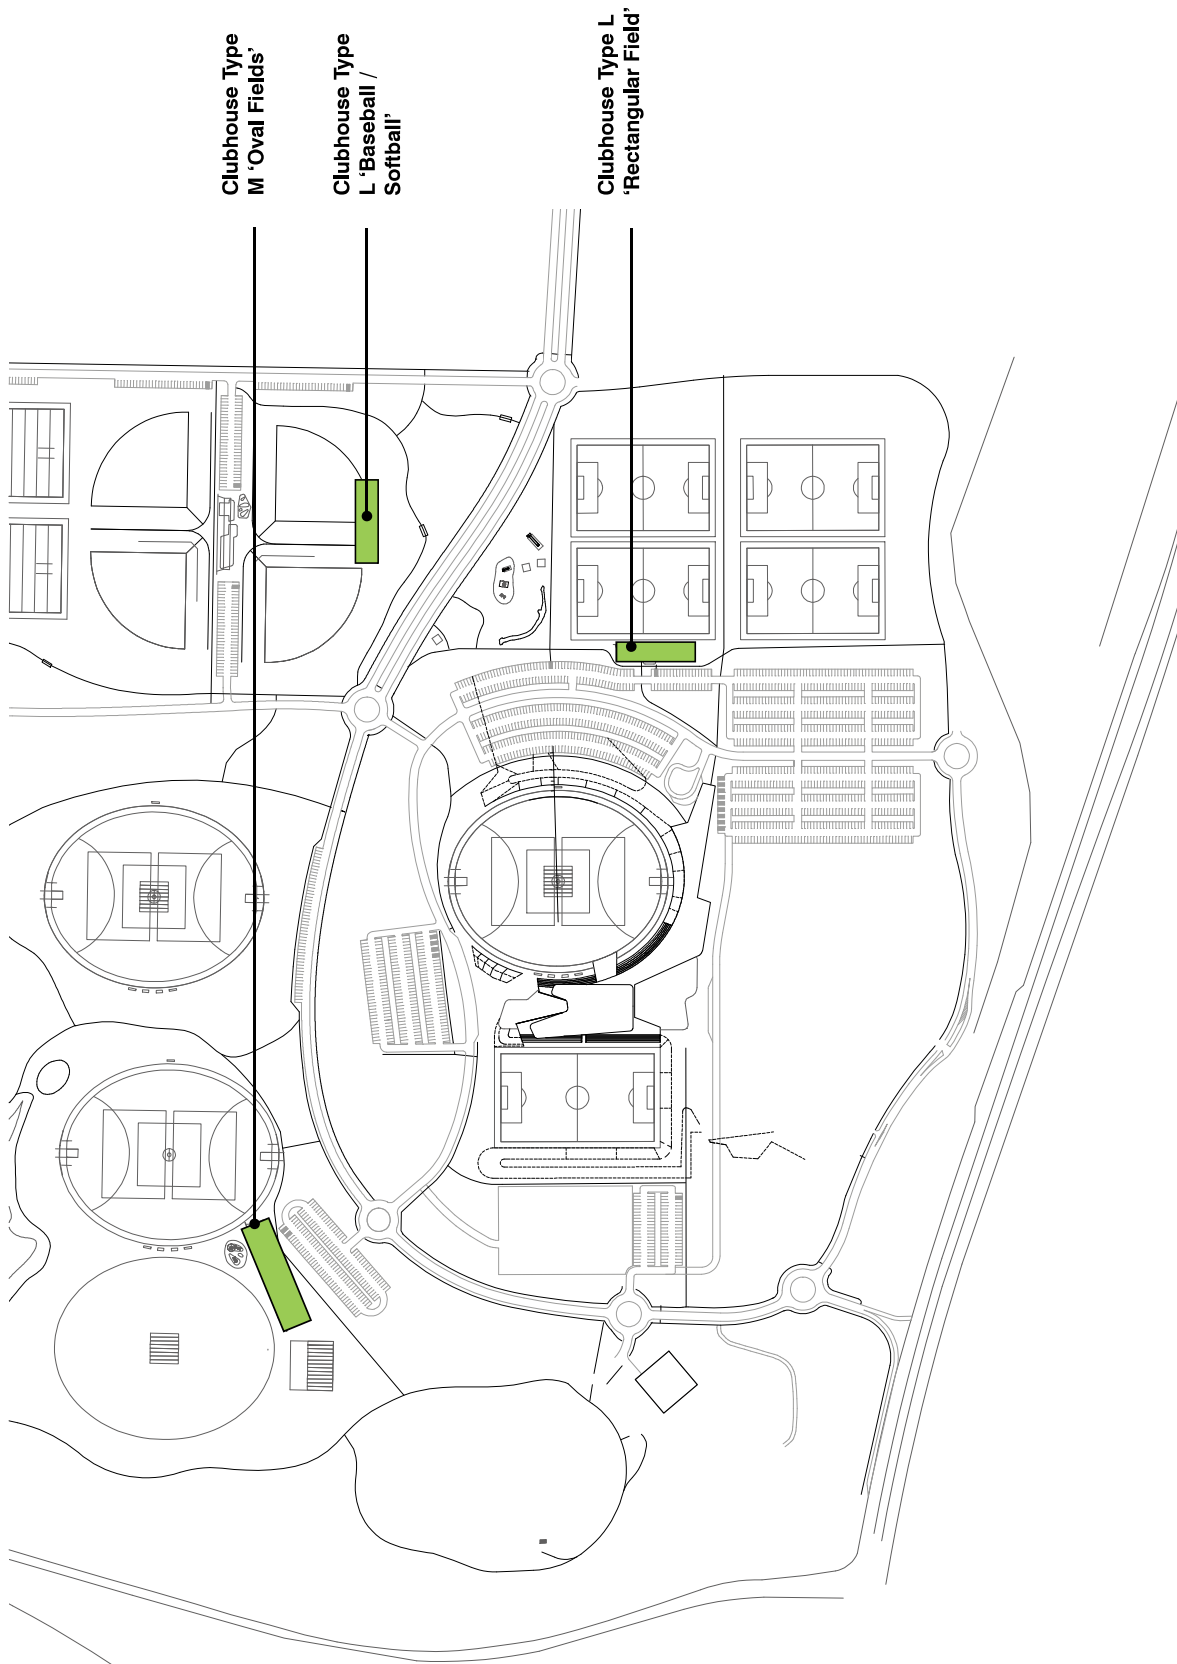 Clubhouse Type
M ‘Oval Fields’
Clubhouse Type
L ‘Baseball /
Softball’
Clubhouse Type L
‘Rectangular Field’